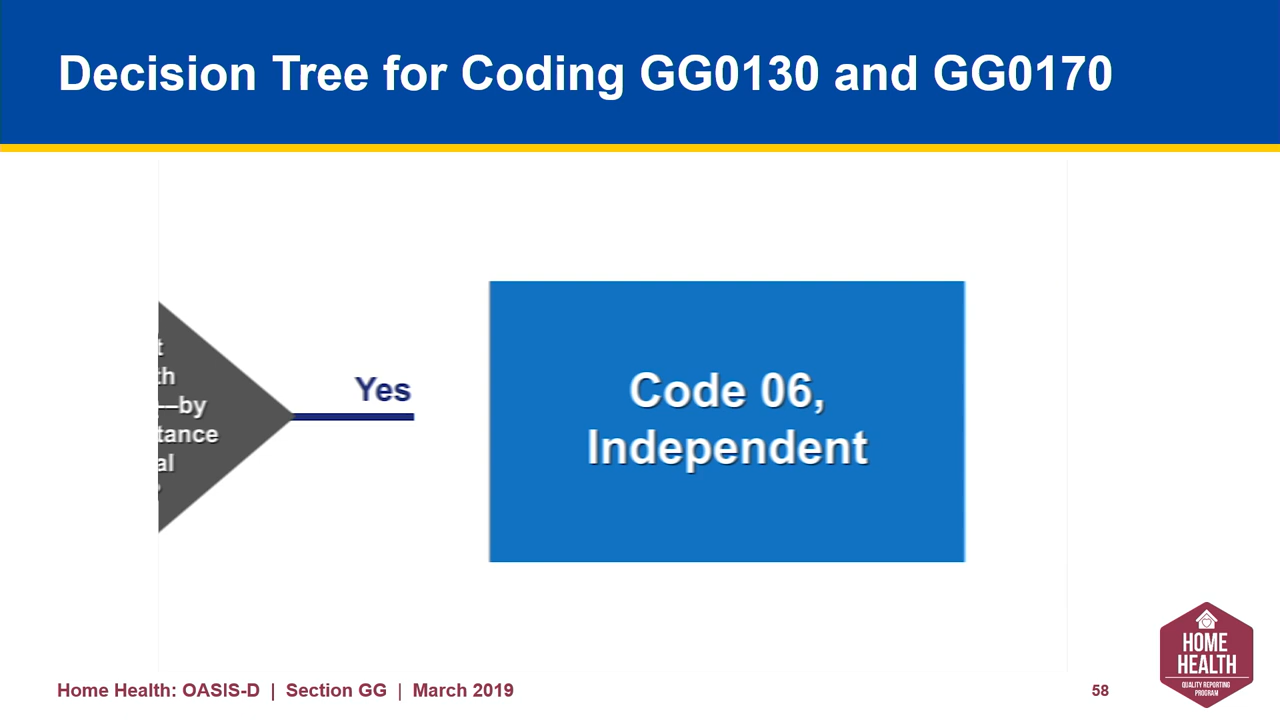 Decision Tree for Coding GG0130 and GG0170
Yes
Code 06,
Independent
—by
Home Health: OASIS-D | Section GG | March 2019
58
HOME
HEALTH
QUALITY REPORTING
PROGRAM